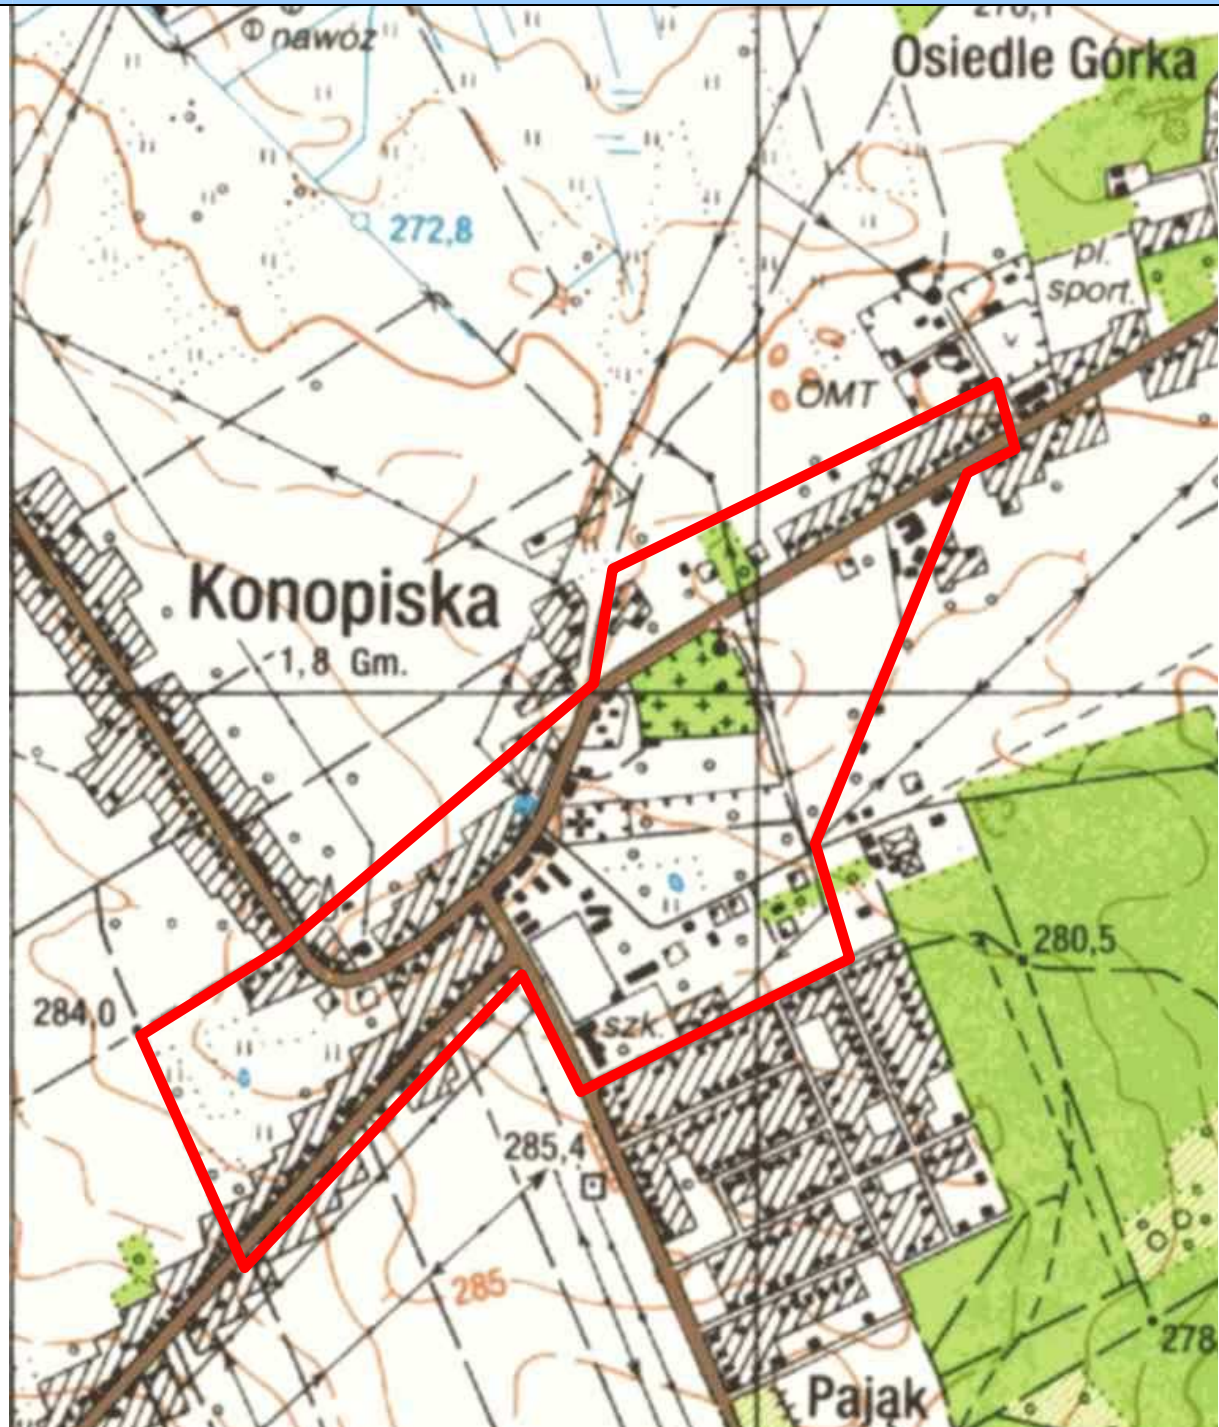 nawóz
Osiedle Górka
272,8
pl.
sport.
OMT
Konopiska
1,8 Gm.
280,5
284,0
szk.
285,4
285
278
Pająk